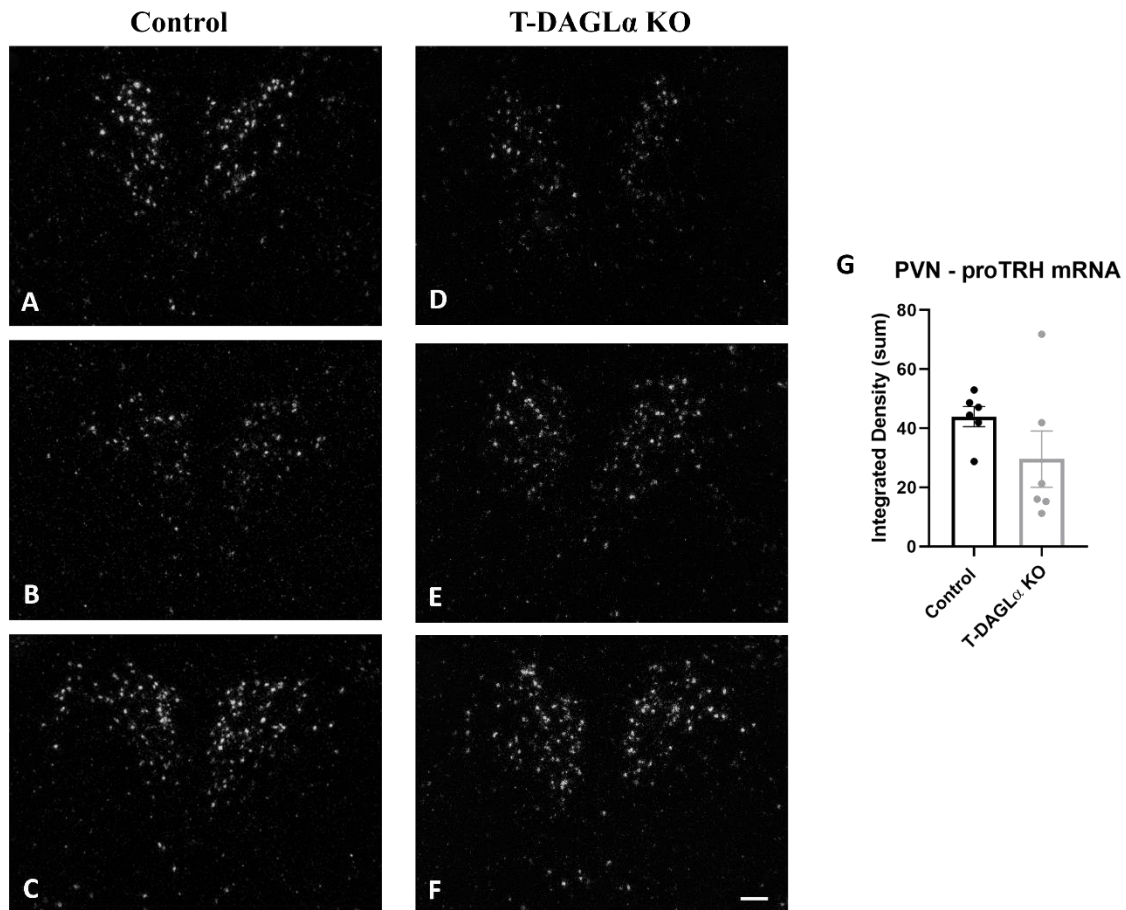 Control
T-DAGLα KO
A
D
B
E
C
F
G PVN - proTRH mRNA
Integrated Density (sum)
80
60
40
20
0
Control
T-DAGLα KO